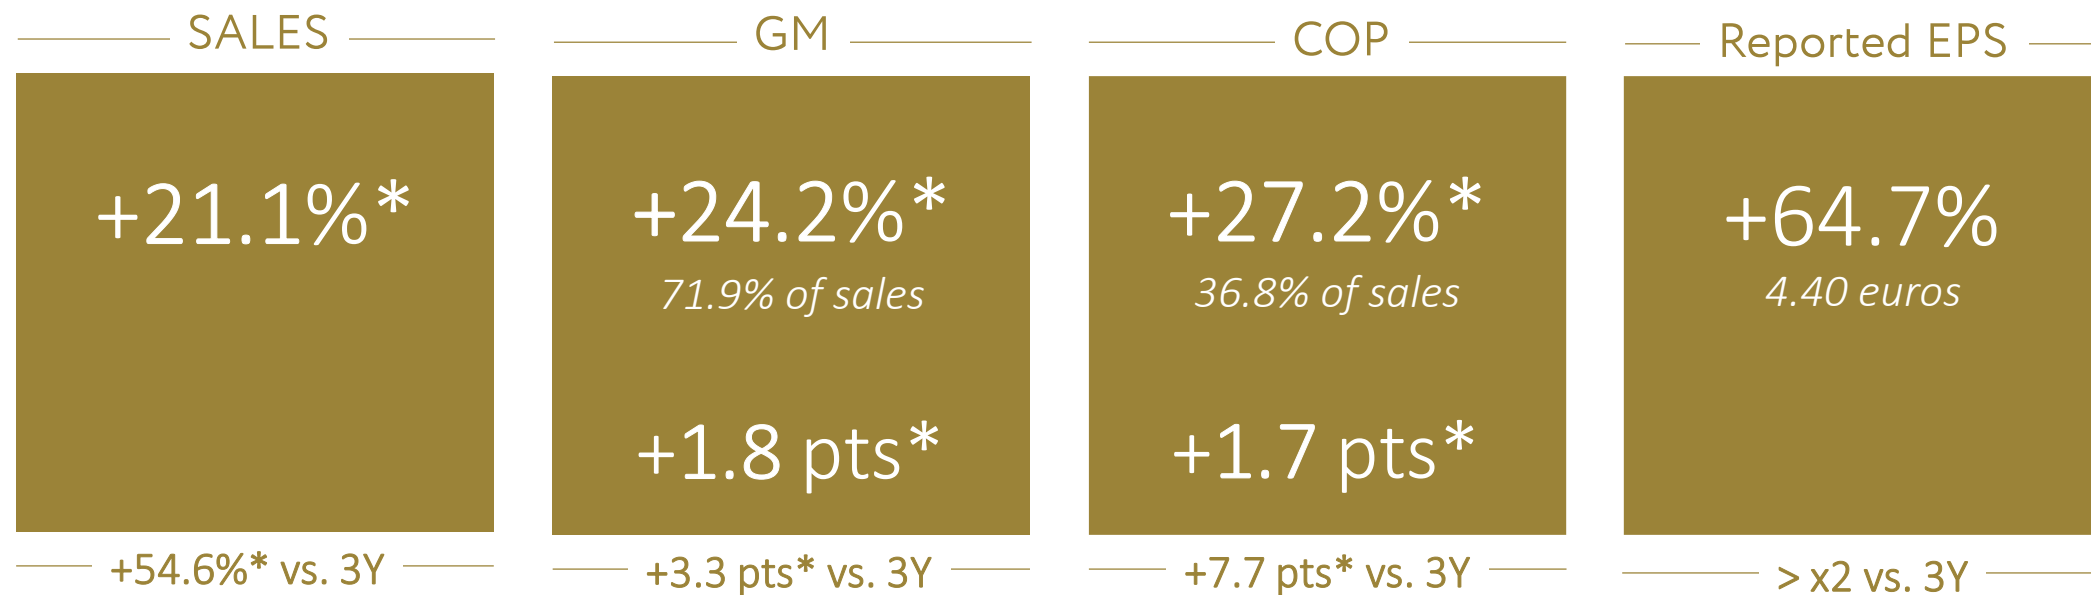 SALES
+21.1%*
+54.6%* vs. 3Y
GM
+24.2%*
71.9% of sales
+1.8 pts*
+3.3 pts* vs. 3Y
COP
+27.2%*
36.8% of sales
+1.7 pts*
+7.7 pts* vs. 3Y
Reported EPS
+64.7%
4.40 euros
> x2 vs. 3Y